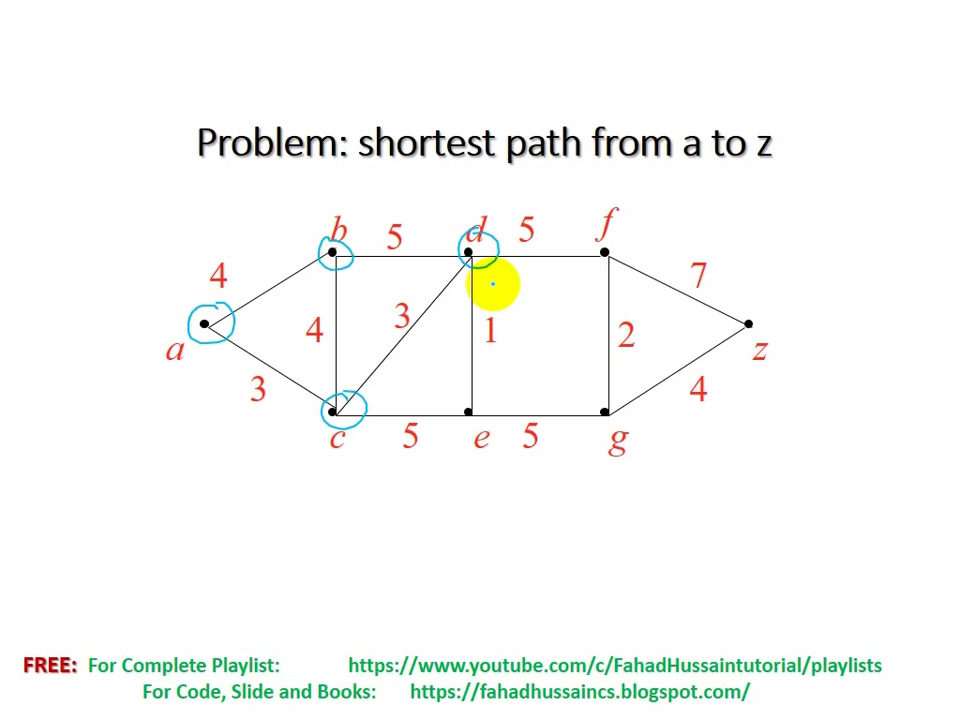 Problem: shortest path from a to z
b 5 d 5 f
4 7
4 3 1 2
a z
3 4
c 5 e 5 g
FREE: For Complete Playlist: https://www.youtube.com/c/FahadHussaintutorial/playlists
For Code, Slide and Books: https://fahadhussaincs.blogspot.com/